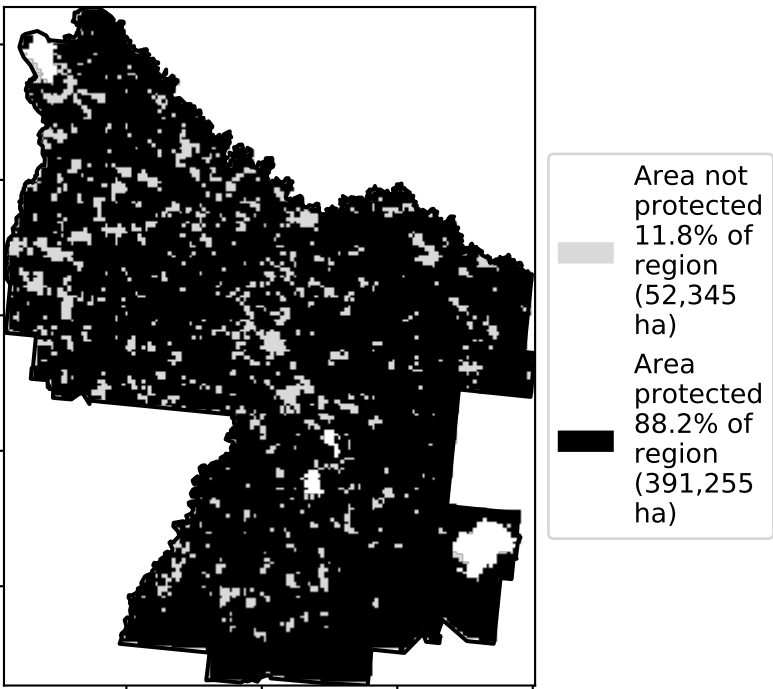 Area not
protected
11.8% of
region
(52,345
ha)
Area
protected
88.2% of
region
(391,255
ha)